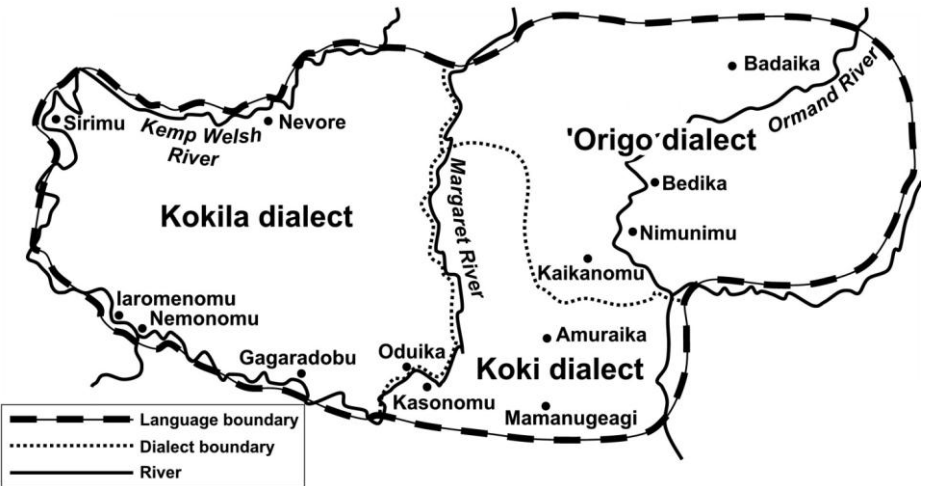 Badaika
Sirimu
Kemp Welsh
River
Nevore
Ormand River
'Origo dialect
Margaret River
Bedika
Kokila dialect
Nimunimu
Kaikanomu
Iaromenomu
Nemonomu
Amuraika
Gagaradobu
Oduika
Koki dialect
Kasonomu
Mamanugeagi
Language boundary
Dialect boundary
River